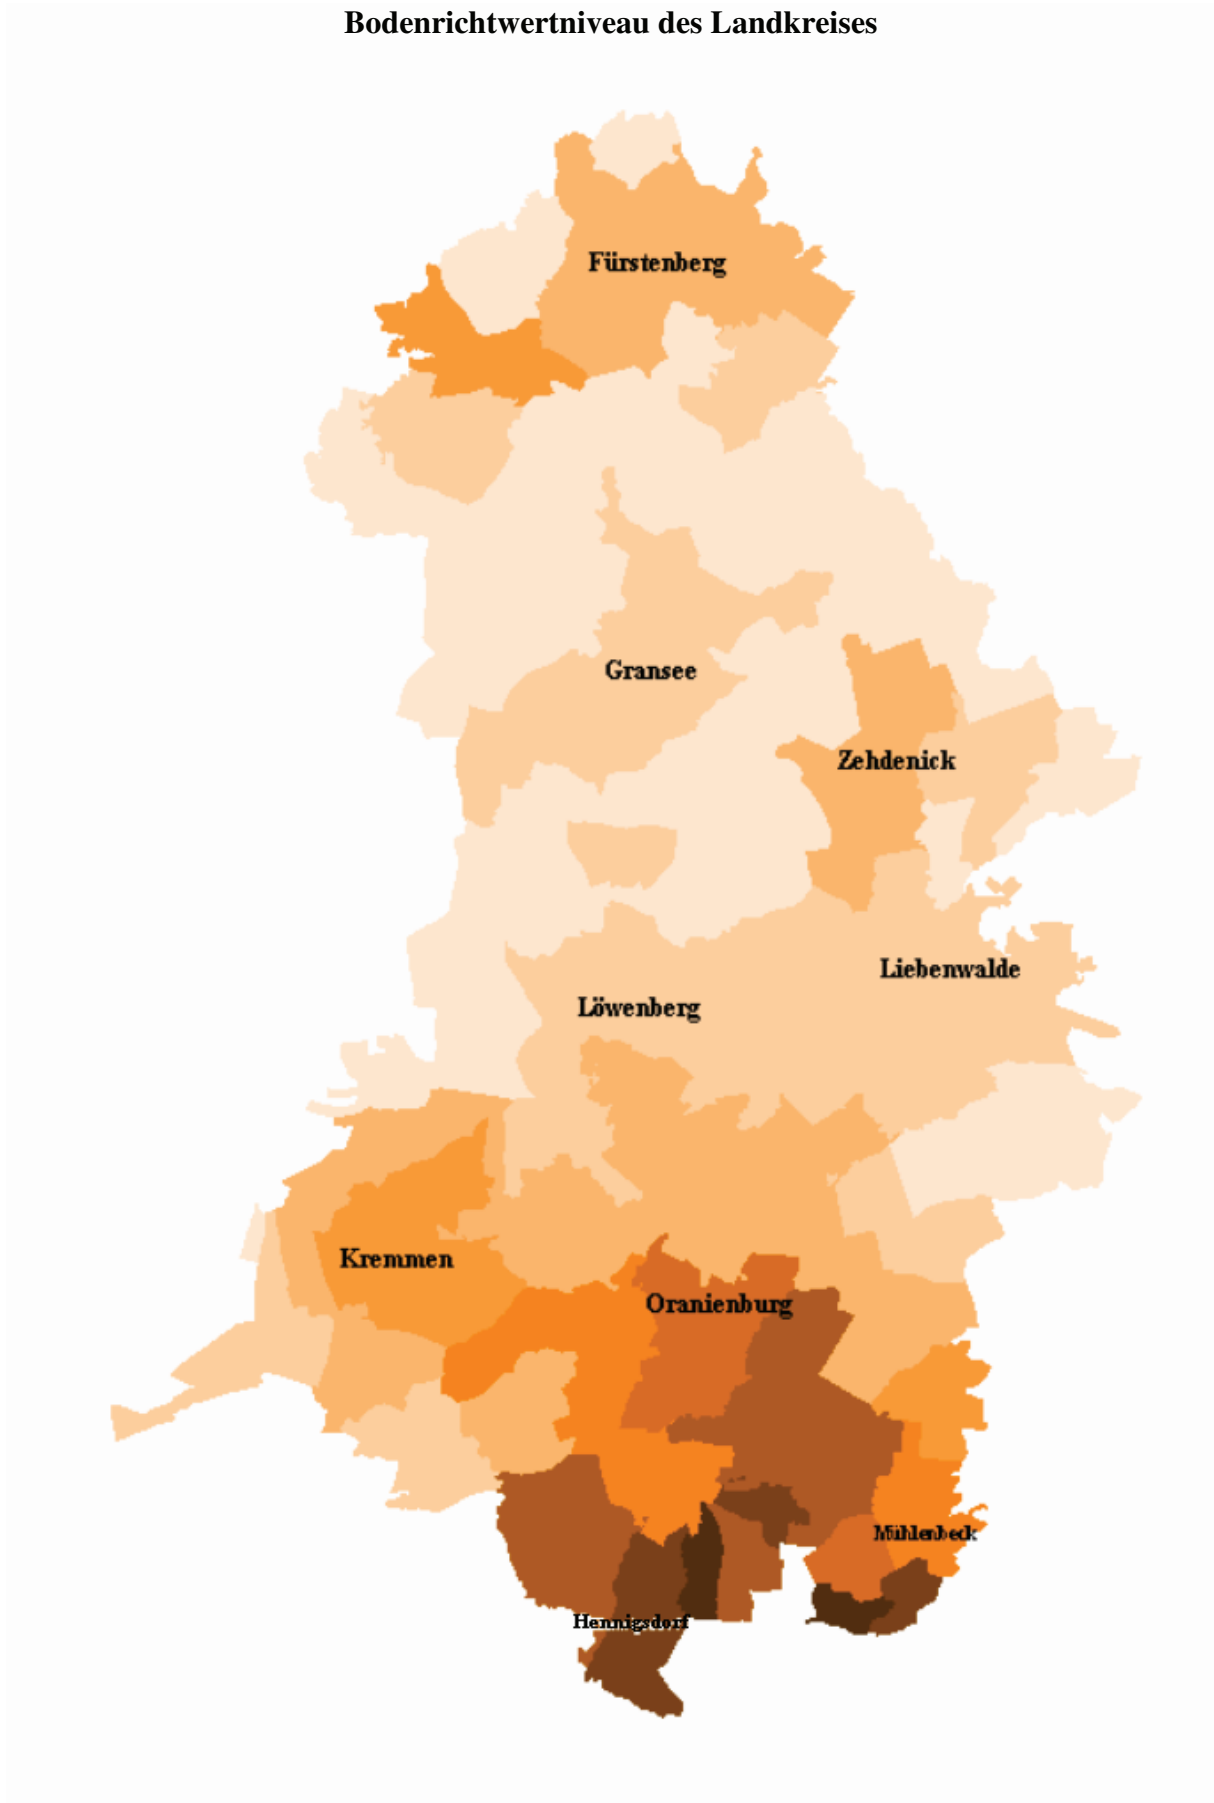 Bodenrichtwertniveau des Landkreises
Fürstenberg
Gransee
Zehdenick
Liebenwalde
Löwenberg
Kremmen
Oranienburg
Mühlenbeck
Hennigsdorf